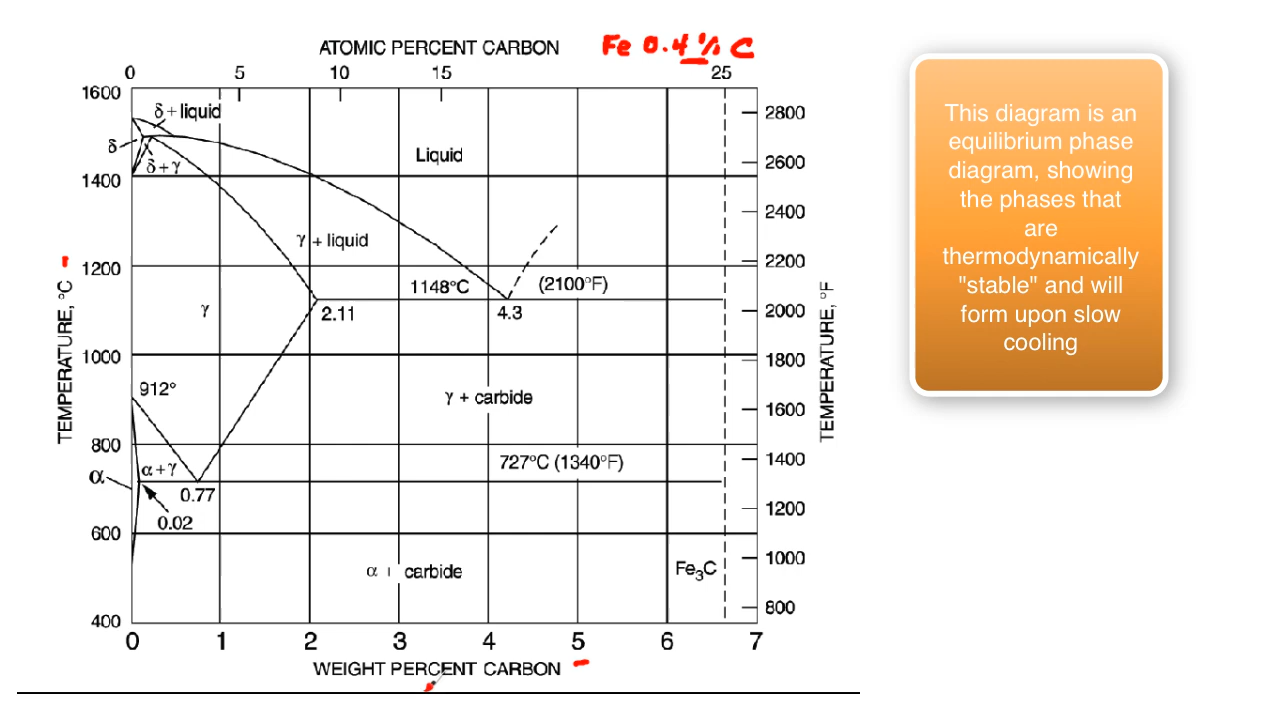 ATOMIC PERCENT CARBON
Fe 0.4% C
0 5 10 15 25
1600
1400
1200
1000
800
600
400
TEMPERATURE, °C
2800
2600
2400
2200
2000
1800
1600
1400
1200
1000
800
TEMPERATURE, °F
δ + liquid
δ
δ + γ
Liquid
γ + liquid
1148°C (2100°F)
γ
2.11
4.3
912°
γ + carbide
α
α + γ
727°C (1340°F)
0.77
0.02
α + carbide
Fe₃C
0 1 2 3 4 5 6 7
WEIGHT PERCENT CARBON
This diagram is an
equilibrium phase
diagram, showing
the phases that
are
thermodynamically
"stable" and will
form upon slow
cooling